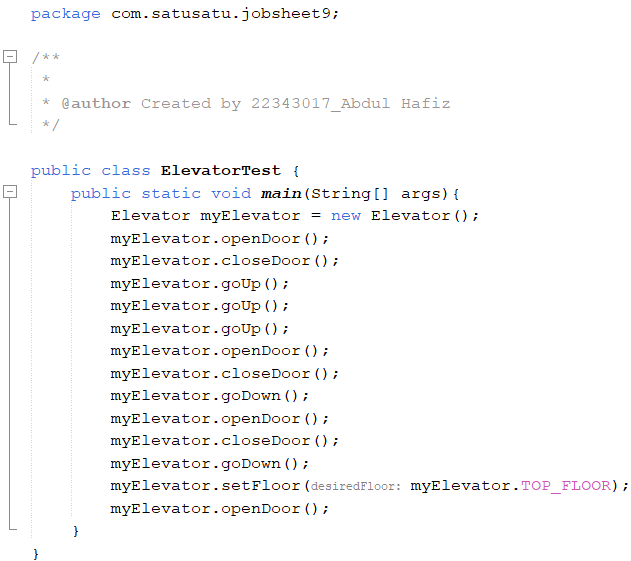 package com.satusatu.jobsheet9;
/**
*
* @author Created by 22343017_Abdul Hafiz
*/
public class ElevatorTest {
public static void main(String[] args){
Elevator myElevator = new Elevator();
myElevator.openDoor();
myElevator.closeDoor();
myElevator.goUp();
myElevator.goUp();
myElevator.goUp();
myElevator.openDoor();
myElevator.closeDoor();
myElevator.goDown();
myElevator.openDoor();
myElevator.closeDoor();
myElevator.goDown();
myElevator.setFloor(desiredFloor: myElevator.TOP_FLOOR);
myElevator.openDoor();
}
}